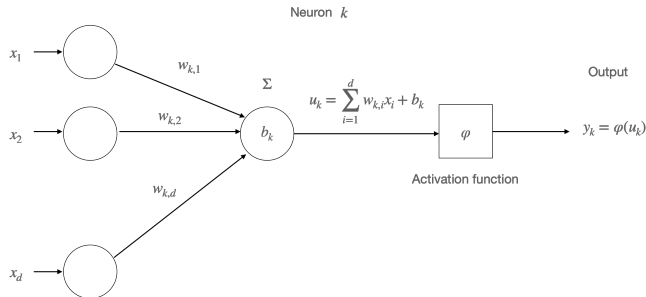 Neuron k
x₁
w_{k,1}
Σ
u_k = \sum_{i=1}^{d} w_{k,i} x_i + b_k
Output
x₂
w_{k,2}
b_k
φ
y_k = φ(u_k)
Activation function
w_{k,d}
x_d